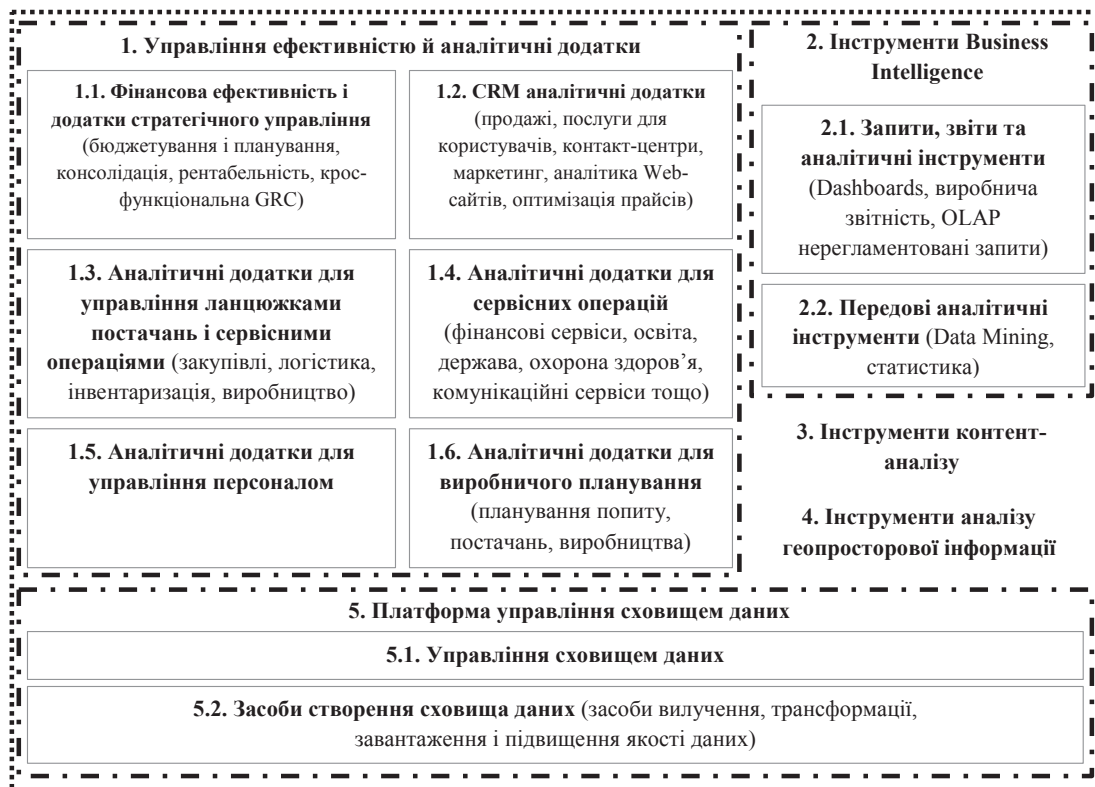 1. Управління ефективністю й аналітичні додатки
1.1. Фінансова ефективність і
додатки стратегічного управління
(бюджетування і планування,
консолідація, рентабельність, крос-
функціональна GRC)
1.2. CRM аналітичні додатки
(продажі, послуги для
користувачів, контакт-центри,
маркетинг, аналітика Web-
сайтів, оптимізація прайсів)
1.3. Аналітичні додатки для
управління ланцюжками
постачань і сервісними
операціями (закупівлі, логістика,
інвентаризація, виробництво)
1.4. Аналітичні додатки для
сервісних операцій
(фінансові сервіси, освіта,
держава, охорона здоров’я,
комунікаційні сервіси тощо)
1.5. Аналітичні додатки для
управління персоналом
1.6. Аналітичні додатки для
виробничого планування
(планування попиту,
постачань, виробництва)
2. Інструменти Business
Intelligence
2.1. Запити, звіти та
аналітичні інструменти
(Dashboards, виробнича
звітність, OLAP
нерегламентовані запити)
2.2. Передові аналітичні
інструменти (Data Mining,
статистика)
3. Інструменти контент-
аналізу
4. Інструменти аналізу
геопросторової інформації
5. Платформа управління сховищем даних
5.1. Управління сховищем даних
5.2. Засоби створення сховища даних (засоби вилучення, трансформації,
завантаження і підвищення якості даних)